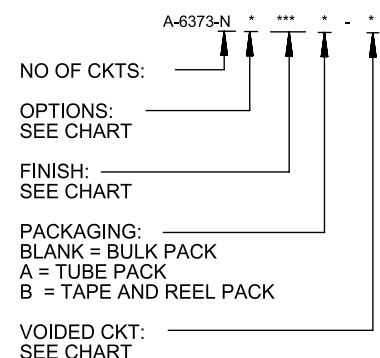 A-6373-N * *** * - *
NO OF CKTS:
OPTIONS:
SEE CHART
FINISH:
SEE CHART
PACKAGING:
BLANK = BULK PACK
A = TUBE PACK
B = TAPE AND REEL PACK
VOIDED CKT:
SEE CHART